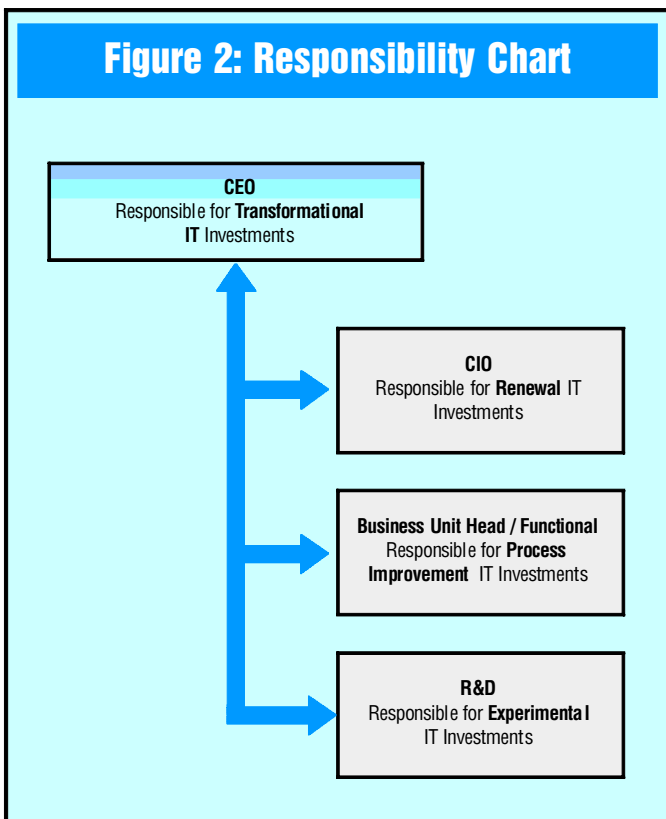 Figure 2: Responsibility Chart
CEO
Responsible for Transformational
IT Investments
CIO
Responsible for Renewal IT
Investments
Business Unit Head / Functional
Responsible for Process
Improvement IT Investments
R&D
Responsible for Experimental
IT Investments